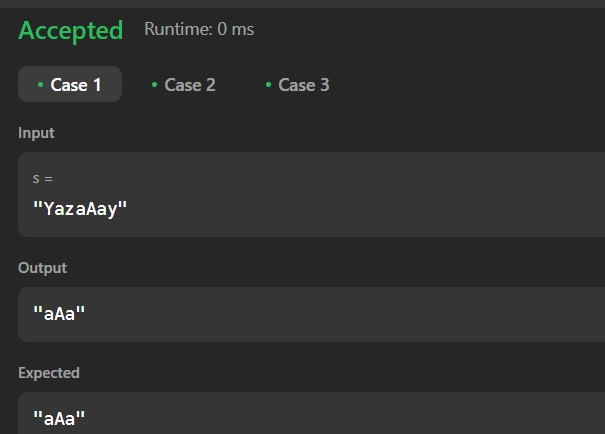 Accepted Runtime: 0 ms
• Case 1 • Case 2 • Case 3
Input
s =
"YazaAay"
Output
"aAa"
Expected
"aAa"